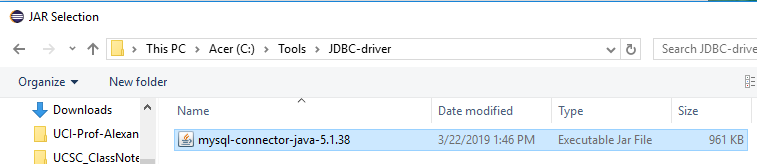 JAR Selection
This PC > Acer (C:) > Tools > JDBC-driver
Search JDBC-drive
Organize
New folder
Name
Date modified
Type
Size
Downloads
UCI-Prof-Alexan
UCSC_ClassNote
mysql-connector-java-5.1.38
3/22/2019 1:46 PM
Executable Jar File
961 KB